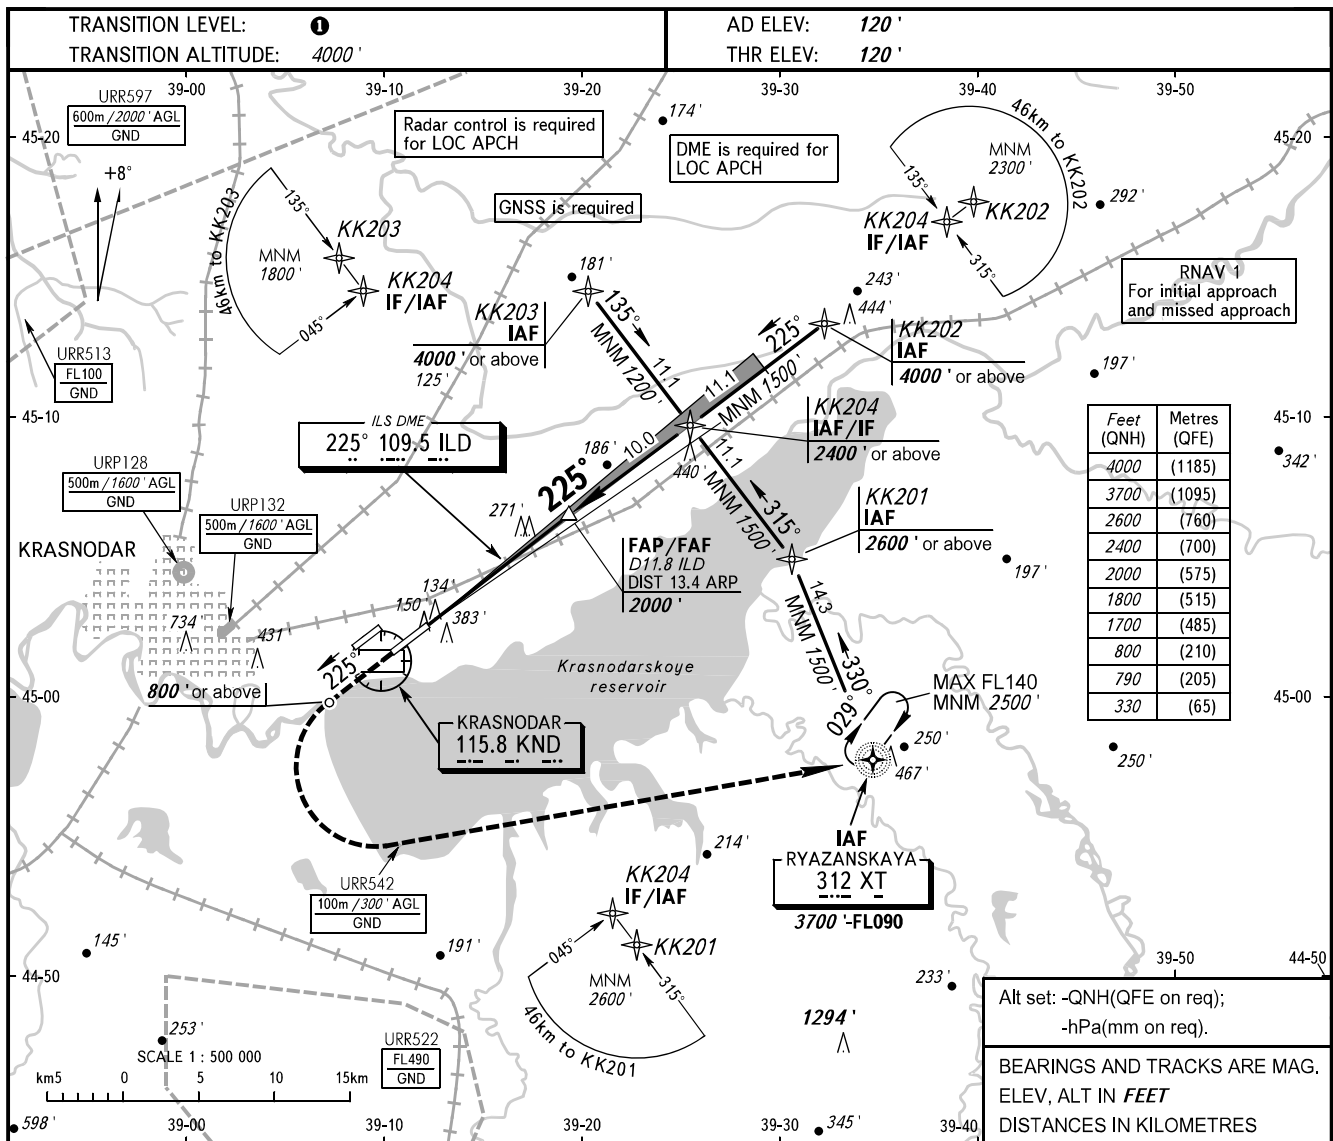 TRANSITION LEVEL: ❶
TRANSITION ALTITUDE: 4000 '
AD ELEV: 120 '
THR ELEV: 120 '
39-00
39-10
39-20
39-30
39-40
39-50
45-20
45-20
URR597
600m / 2000 ' AGL
GND
+8°
Radar control is required
for LOC APCH
174 '
DME is required for
LOC APCH
GNSS is required
46km to KK203
135°
MNM
1800 '
KK203
KK204
IF/IAF
045°
46km to KK202
MNM
2300 '
135°
KK202
KK204
IF/IAF
315°
292 '
RNAV 1
For initial approach
and missed approach
181 '
KK203
IAF
4000 ' or above
135°
11.1
MNM 1200 '
243 '
444 '
225°
KK202
IAF
4000 ' or above
11.1
MNM 1500 '
URR513
FL100
GND
125 '
197 '
45-10
45-10
ILS DME
225° 109.5 ILD
KK204
IAF/IF
2400 ' or above
10.0
186 '
440 '
225°
11.1
MNM 1500 '
315°
KK201
IAF
2600 ' or above
Feet
(QNH)
Metres
(QFE)
4000 (1185)
3700 (1095)
2600 (760)
2400 (700)
2000 (575)
1800 (515)
1700 (485)
800 (210)
790 (205)
330 (65)
342 '
URP128
500m / 1600 ' AGL
GND
URP132
500m / 1600 ' AGL
GND
KRASNODAR
271 '
FAP/FAF
D11.8 ILD
DIST 13.4 ARP
2000 '
197 '
134 '
150 '
383 '
734 '
431 '
14.3
MNM 1500 '
330°
225°
800 ' or above
Krasnodarskoye
reservoir
45-00
45-00
KRASNODAR
115.8 KND
029°
MAX FL140
MNM 2500 '
250 '
467 '
250 '
IAF
RYAZANSKAYA
312 XT
3700 '-FL090
214 '
URR542
100m / 300 ' AGL
GND
KK204
IF/IAF
KK201
045°
MNM
2600 '
315°
46km to KK201
145 '
191 '
44-50
39-50
44-50
233 '
1294 '
253 '
URR522
FL490
GND
SCALE 1 : 500 000
km5 0 5 10 15km
598 '
39-00
39-10
39-20
39-30
345 '
39-40
Alt set: -QNH(QFE on req);
-hPa(mm on req).
BEARINGS AND TRACKS ARE MAG.
ELEV, ALT IN FEET
DISTANCES IN KILOMETRES